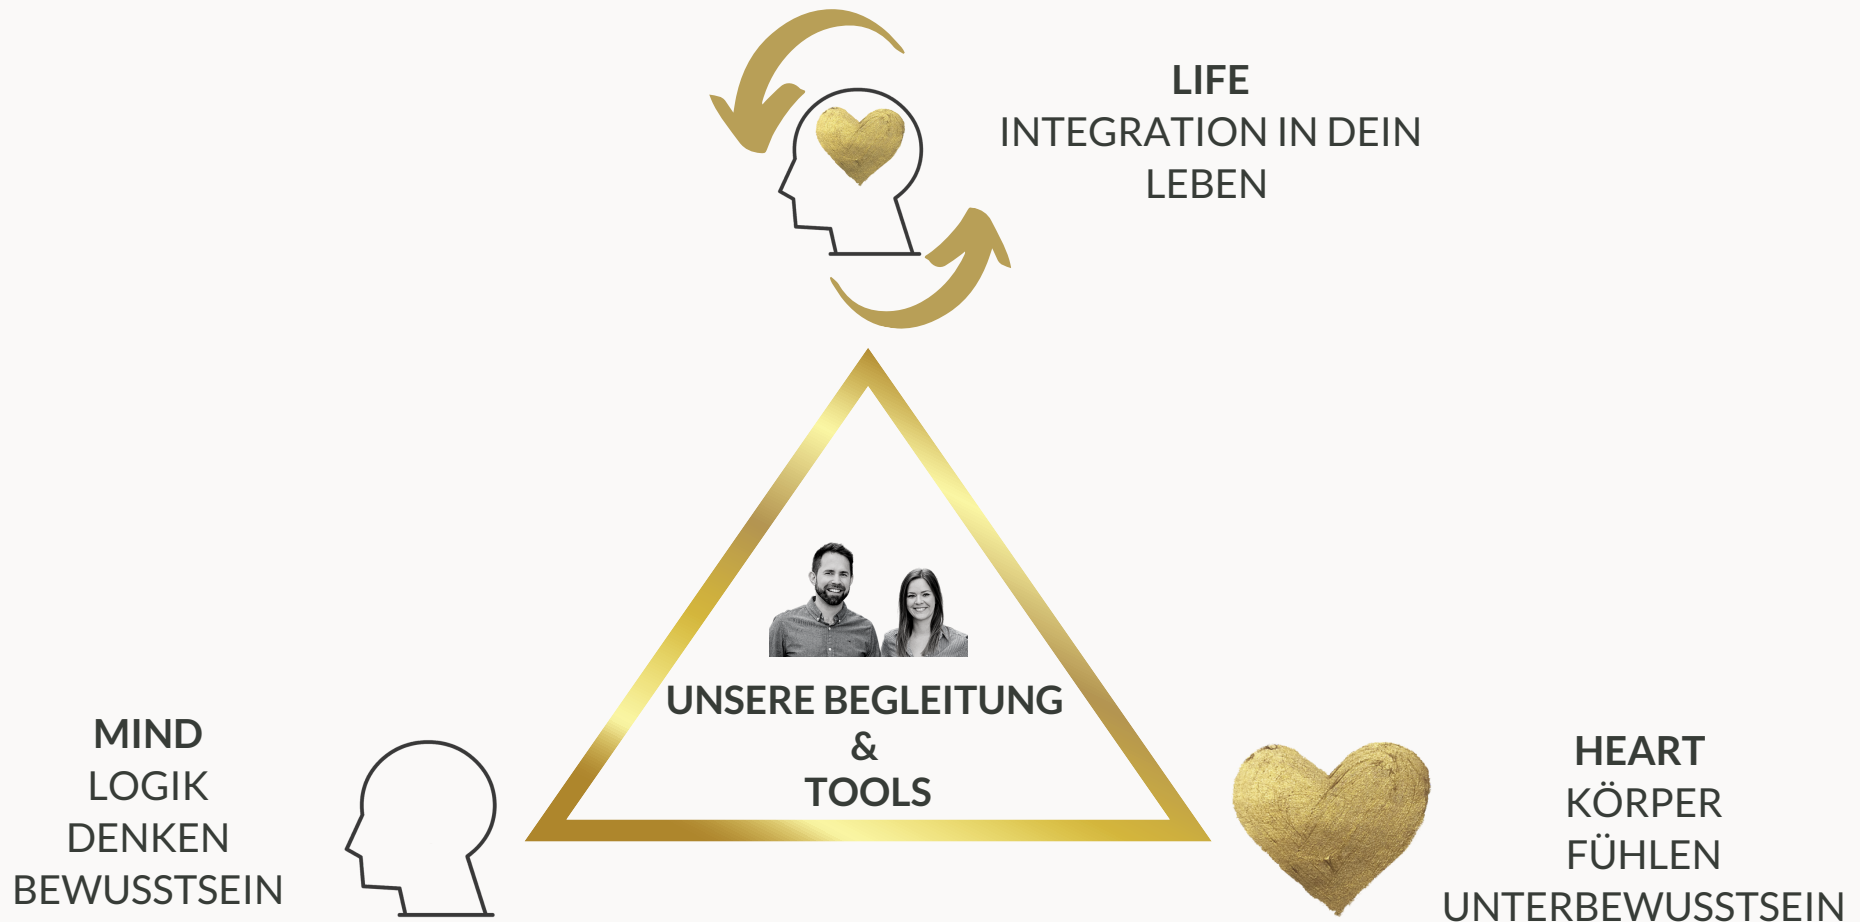 LIFE
INTEGRATION IN DEIN
LEBEN
UNSERE BEGLEITUNG
&
TOOLS
MIND
LOGIK
DENKEN
BEWUSSTSEIN
HEART
KÖRPER
FÜHLEN
UNTERBEWUSSTSEIN